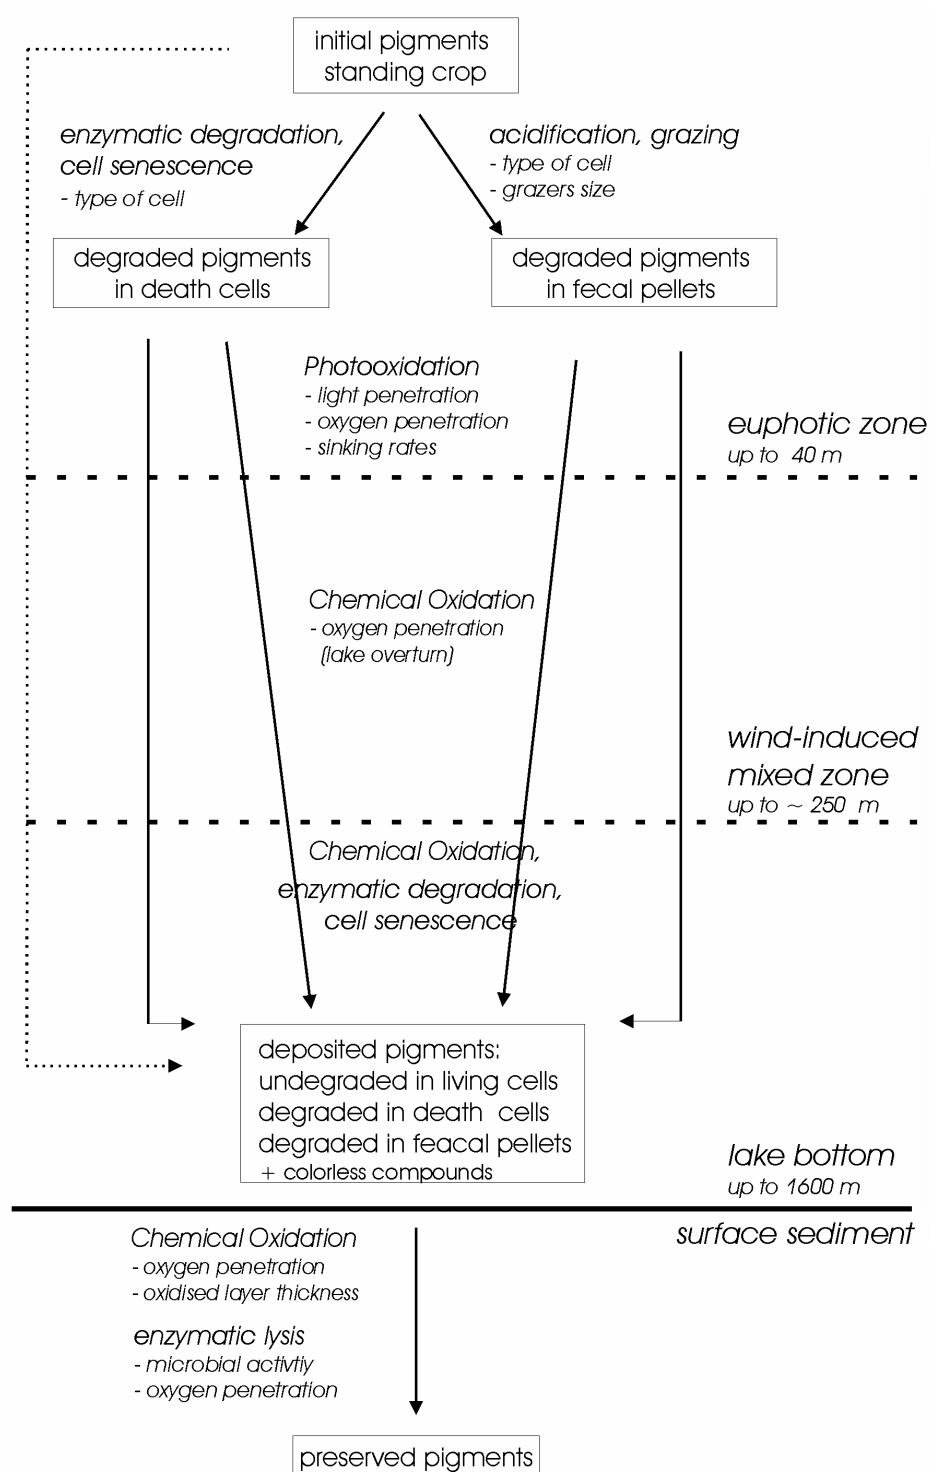 initial pigments
standing crop
enzymatic degradation,
cell senescence
- type of cell
acidification, grazing
- type of cell
- grazers size
degraded pigments
in death cells
degraded pigments
in fecal pellets
Photooxidation
- light penetration
- oxygen penetration
- sinking rates
euphotic zone
up to 40 m
Chemical Oxidation
- oxygen penetration
(lake overturn)
wind-induced
mixed zone
up to ~ 250 m
Chemical Oxidation,
enzymatic degradation,
cell senescence
deposited pigments:
undegraded in living cells
degraded in death cells
degraded in feacal pellets
+ colorless compounds
lake bottom
up to 1600 m
surface sediment
Chemical Oxidation
- oxygen penetration
- oxidised layer thickness
enzymatic lysis
- microbial activtiy
- oxygen penetration
preserved pigments